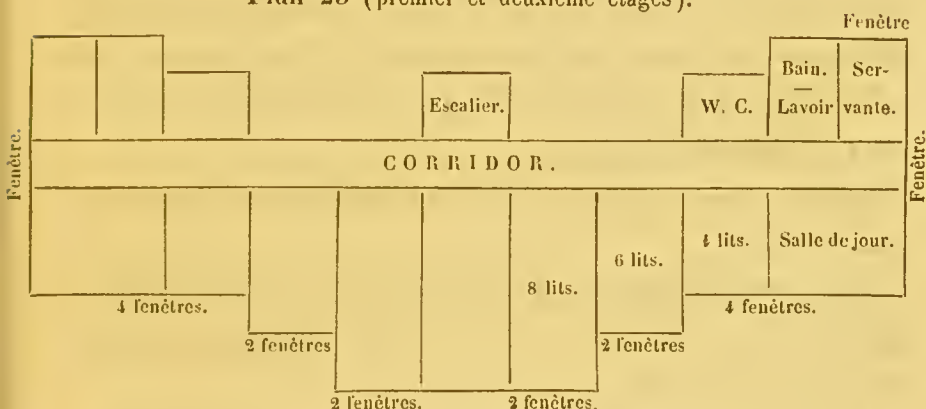 Plan 25 (premier et deuxième étages).
Fenêtre
Bain.
—
Lavoir
Ser-
vante.
Escalier.
W. C.
Fenêtre.
CORRIDOR.
Fenêtre.
4 lits.
Salle de jour.
6 lits.
8 lits.
4 fenêtres.
4 fenêtres.
2 fenêtres
2 fenêtres
2 fenêtres.
2 fenêtres.